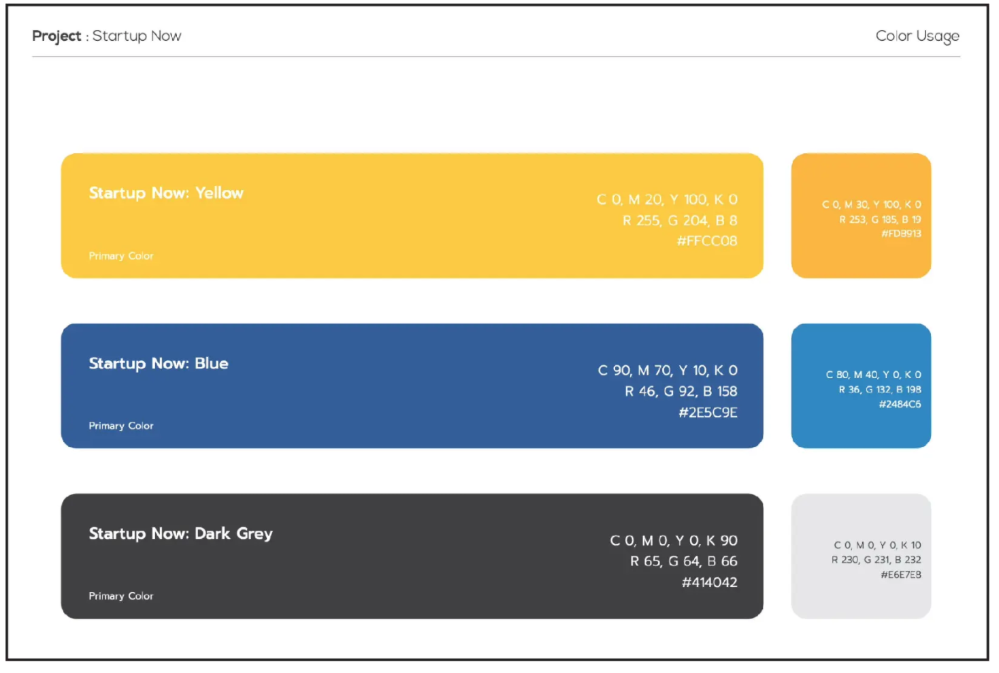 Project : Startup Now
Color Usage
Startup Now: Yellow
Primary Color
C 0, M 20, Y 100, K 0
R 255, G 204, B 8
#FFCC08
C 0, M 30, Y 100, K 0
R 253, G 185, B 19
#FDB913
Startup Now: Blue
Primary Color
C 90, M 70, Y 10, K 0
R 46, G 92, B 158
#2E5C9E
C 80, M 40, Y 0, K 0
R 36, G 132, B 198
#2484C6
Startup Now: Dark Grey
Primary Color
C 0, M 0, Y 0, K 90
R 65, G 64, B 66
#414042
C 0, M 0, Y 0, K 10
R 230, G 231, B 232
#E6E7E8